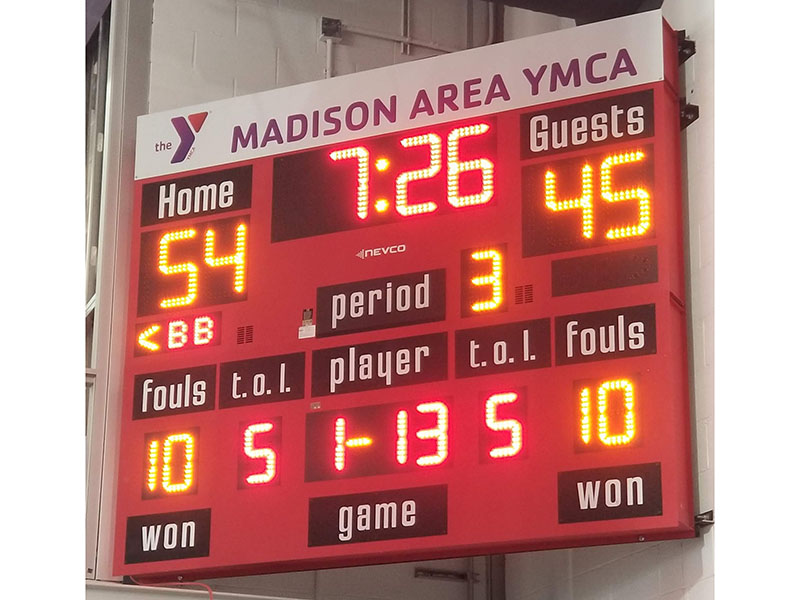 the Y MADISON AREA YMCA
Home 7:26 Guests
54 45
NEVCO
<BB period 3
fouls t.o.l. player t.o.l. fouls
10 5 1-13 5 10
won game won